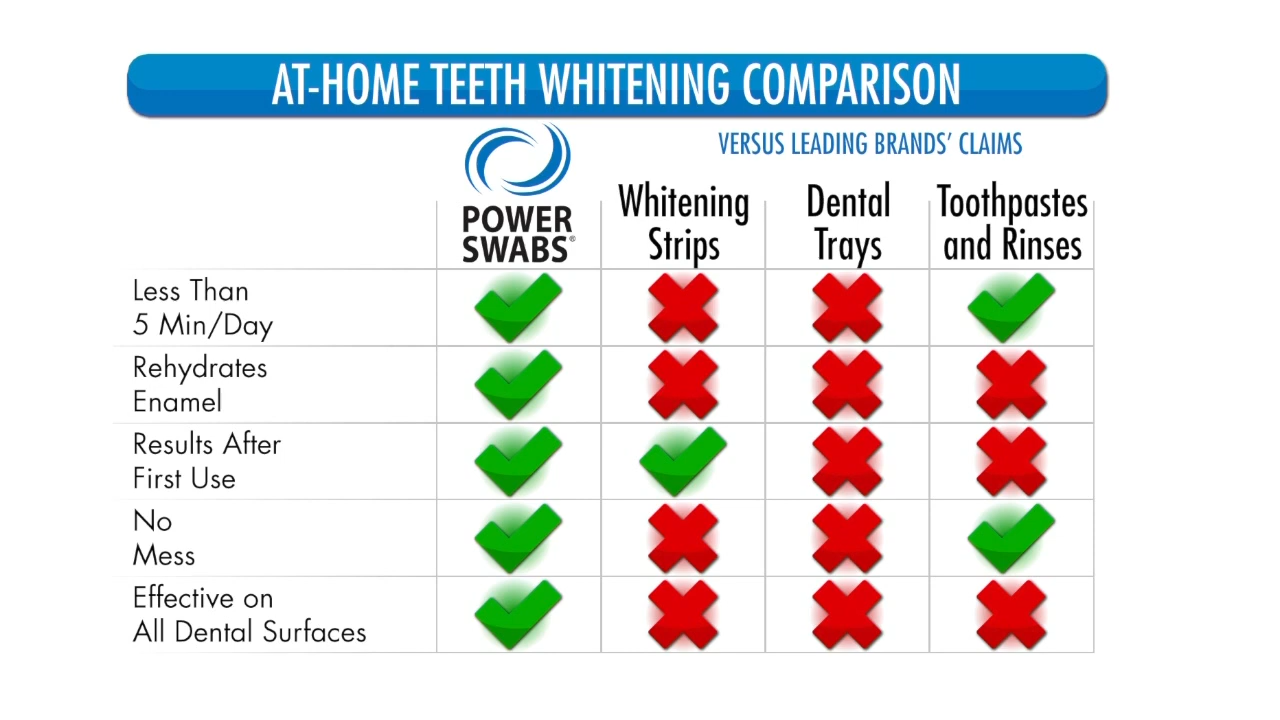 AT-HOME TEETH WHITENING COMPARISON
VERSUS LEADING BRANDS' CLAIMS
POWER
SWABS®
Whitening
Strips
Dental
Trays
Toothpastes
and Rinses
Less Than
5 Min/Day
Rehydrates
Enamel
Results After
First Use
No
Mess
Effective on
All Dental Surfaces